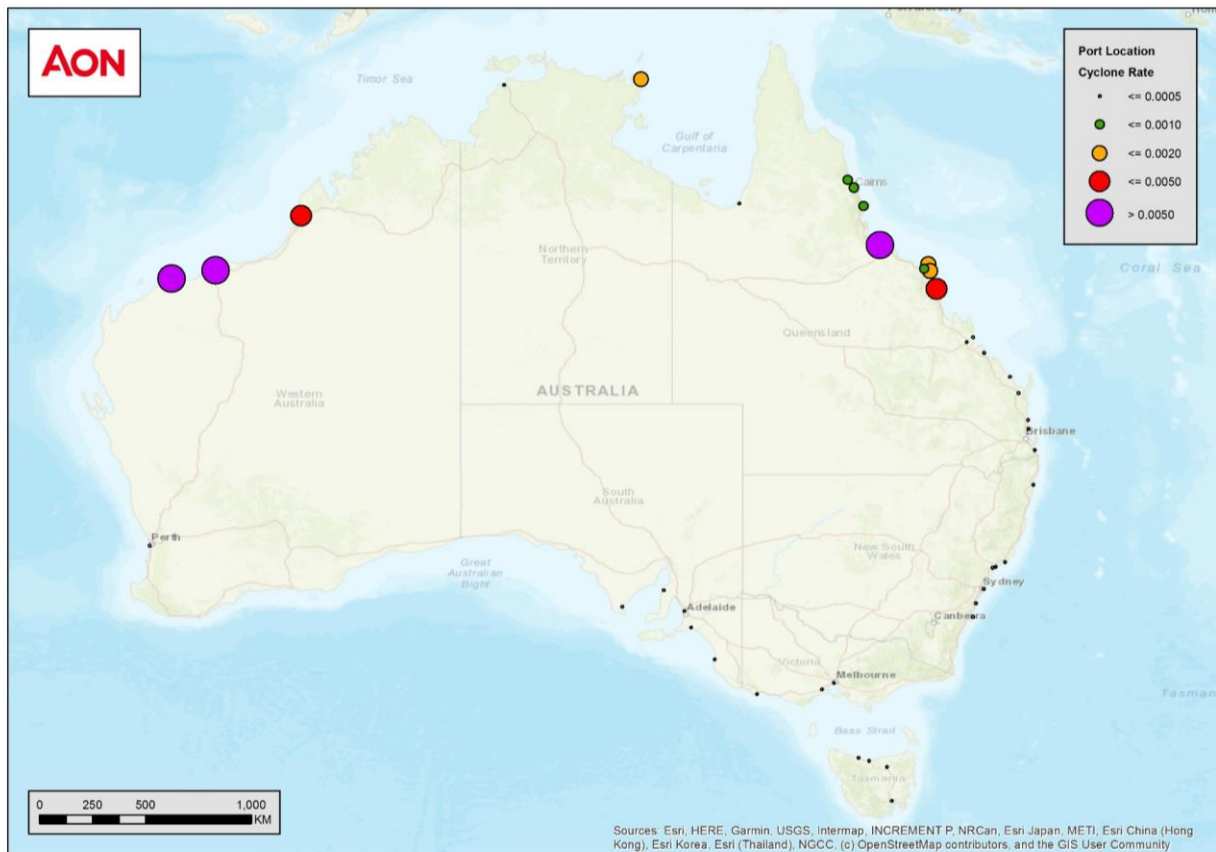 AON
Timor Sea
Gulf of
Carpentaria
Cairns
Northern
Territory
Coral Sea
Queensland
Western
Australia
AUSTRALIA
Brisbane
South
Australia
Perth
Great
Australian
Bight
New South
Wales
Sydney
Adelaide
Canberra
Victoria
Melbourne
Bass Strait
Tasmania
Port Location
Cyclone Rate
<= 0.0005
<= 0.0010
<= 0.0020
<= 0.0050
> 0.0050
0 250 500 1,000
KM
Sources: Esri, HERE, Garmin, USGS, Intermap, INCREMENT P, NRCan, Esri Japan, METI, Esri China (Hong
Kong), Esri Korea, Esri (Thailand), NGCC, (c) OpenStreetMap contributors, and the GIS User Community